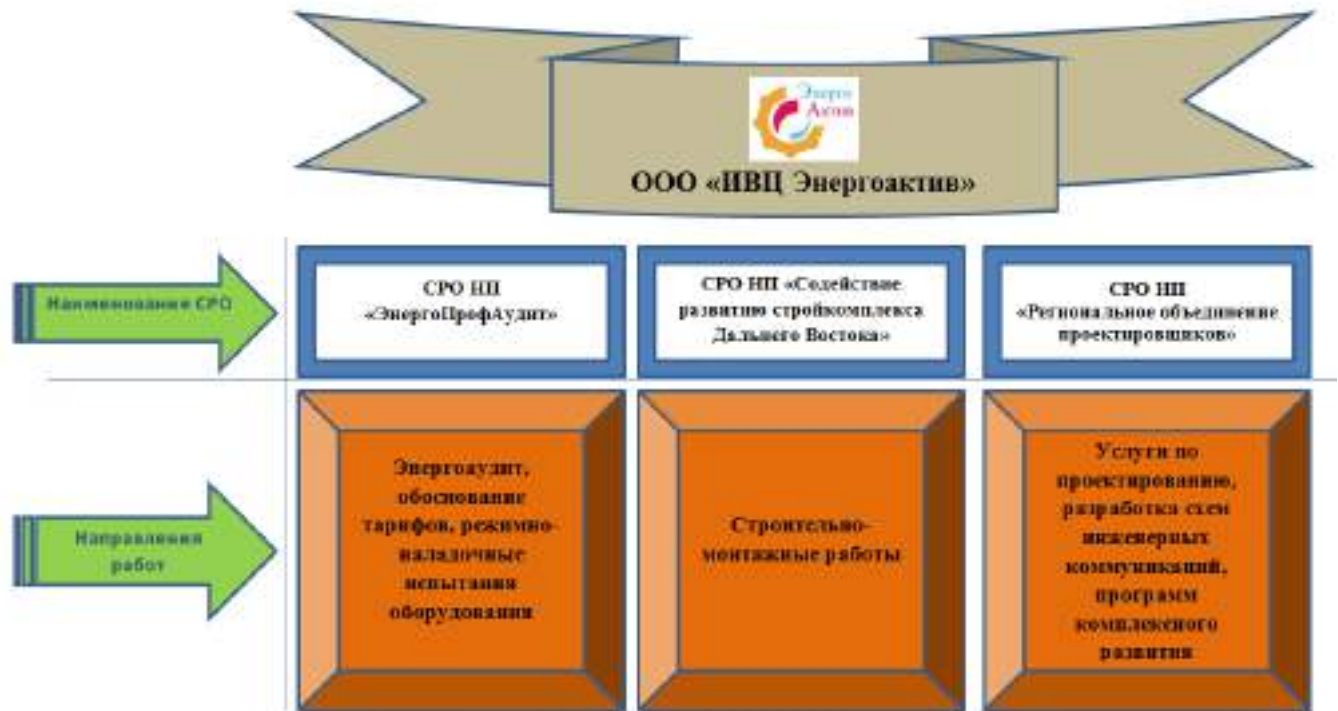 Энерго
Актив
ООО «ИВЦ Энергоактив»
Наименование СРО
СРО НП
«ЭнергоПрофАудит»
СРО НП «Содействие
развитию стройкомплекса
Дальнего Востока»
СРО НП
«Региональное объединение
проектировщиков»
Направления
работ
Энергоаудит,
обоснование
тарифов, режимно-
наладочные
испытания
оборудования
Строительно-
монтажные работы
Услуги по
проектированию,
разработка схем
инженерных
коммуникаций,
программ
комплексного
развития